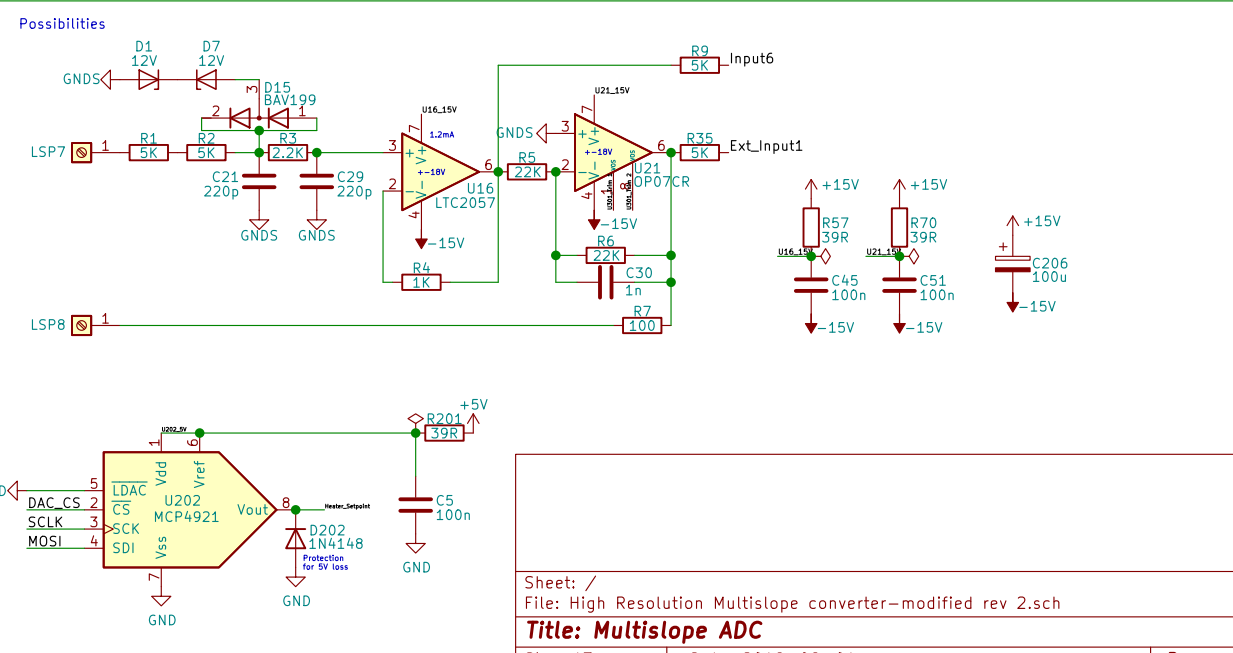 Possibilities
D1
12V
D7
12V
GNDS
3
D15
BAV199
2
1
LSP7
1
R1
5K
R2
5K
R3
2.2K
C21
220p
C29
220p
GNDS
GNDS
U16_15V
7
1.2mA
3
+
V+
+-18V
6
2
-
V-
U16
LTC2057
4
-15V
R4
1K
R5
22K
U21_15V
7
GNDS
3
+
V+
+-18V
6
2
-
V-
U21
OP07CR
4
1
8
-15V
R6
22K
C30
1n
R7
100
R9
5K
Input6
R35
5K
Ext_Input1
LSP8
1
+15V
R57
39R
U16_15V
C45
100n
-15V
+15V
R70
39R
U21_15V
C51
100n
-15V
+15V
+
C206
100u
-15V
U202_5V
1
6
R201
39R
+5V
Vdd
Vref
5
LDAC
DAC_CS
2
CS
SCLK
3
SCK
MOSI
4
SDI
U202
MCP4921
Vout
8
Heater_Setpoint
D202
1N4148
Protection
for 5V loss
GND
Vss
7
GND
C5
100n
GND
Sheet: /
File: High Resolution Multislope converter-modified rev 2.sch
Title: Multislope ADC